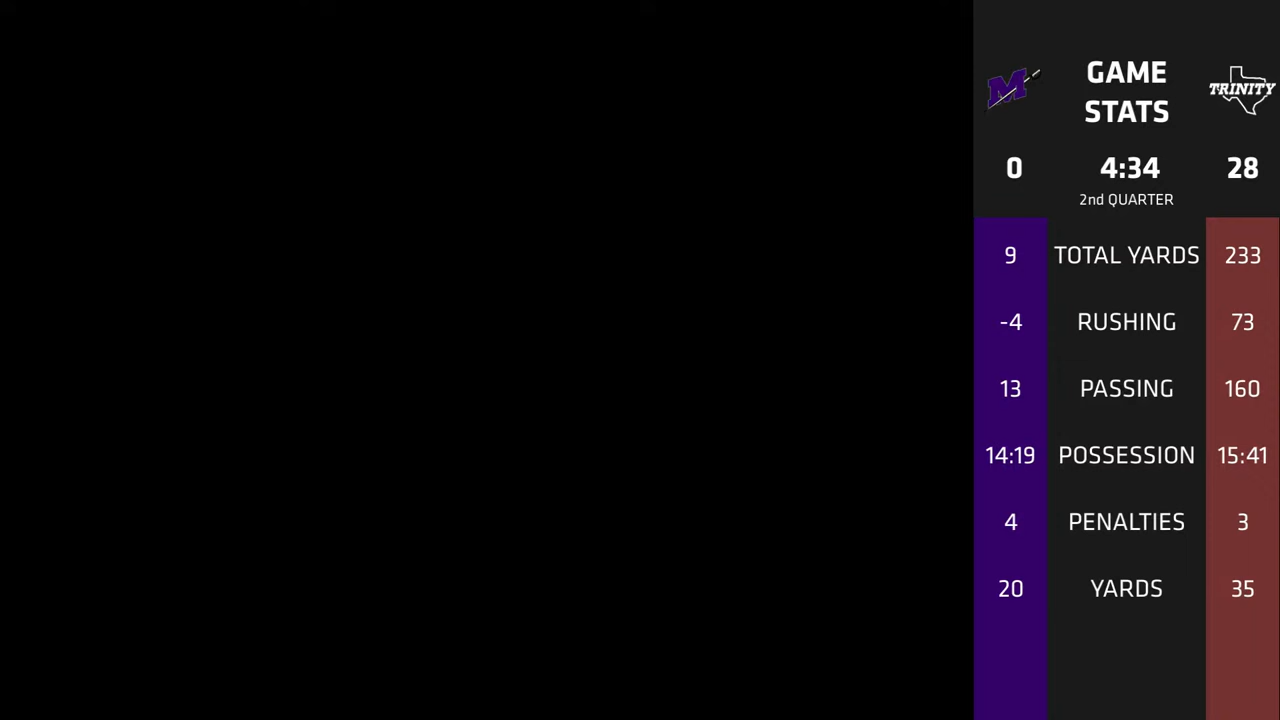 M
GAME
STATS
TRINITY
0 4:34 28
2nd QUARTER
9 TOTAL YARDS 233
-4 RUSHING 73
13 PASSING 160
14:19 POSSESSION 15:41
4 PENALTIES 3
20 YARDS 35